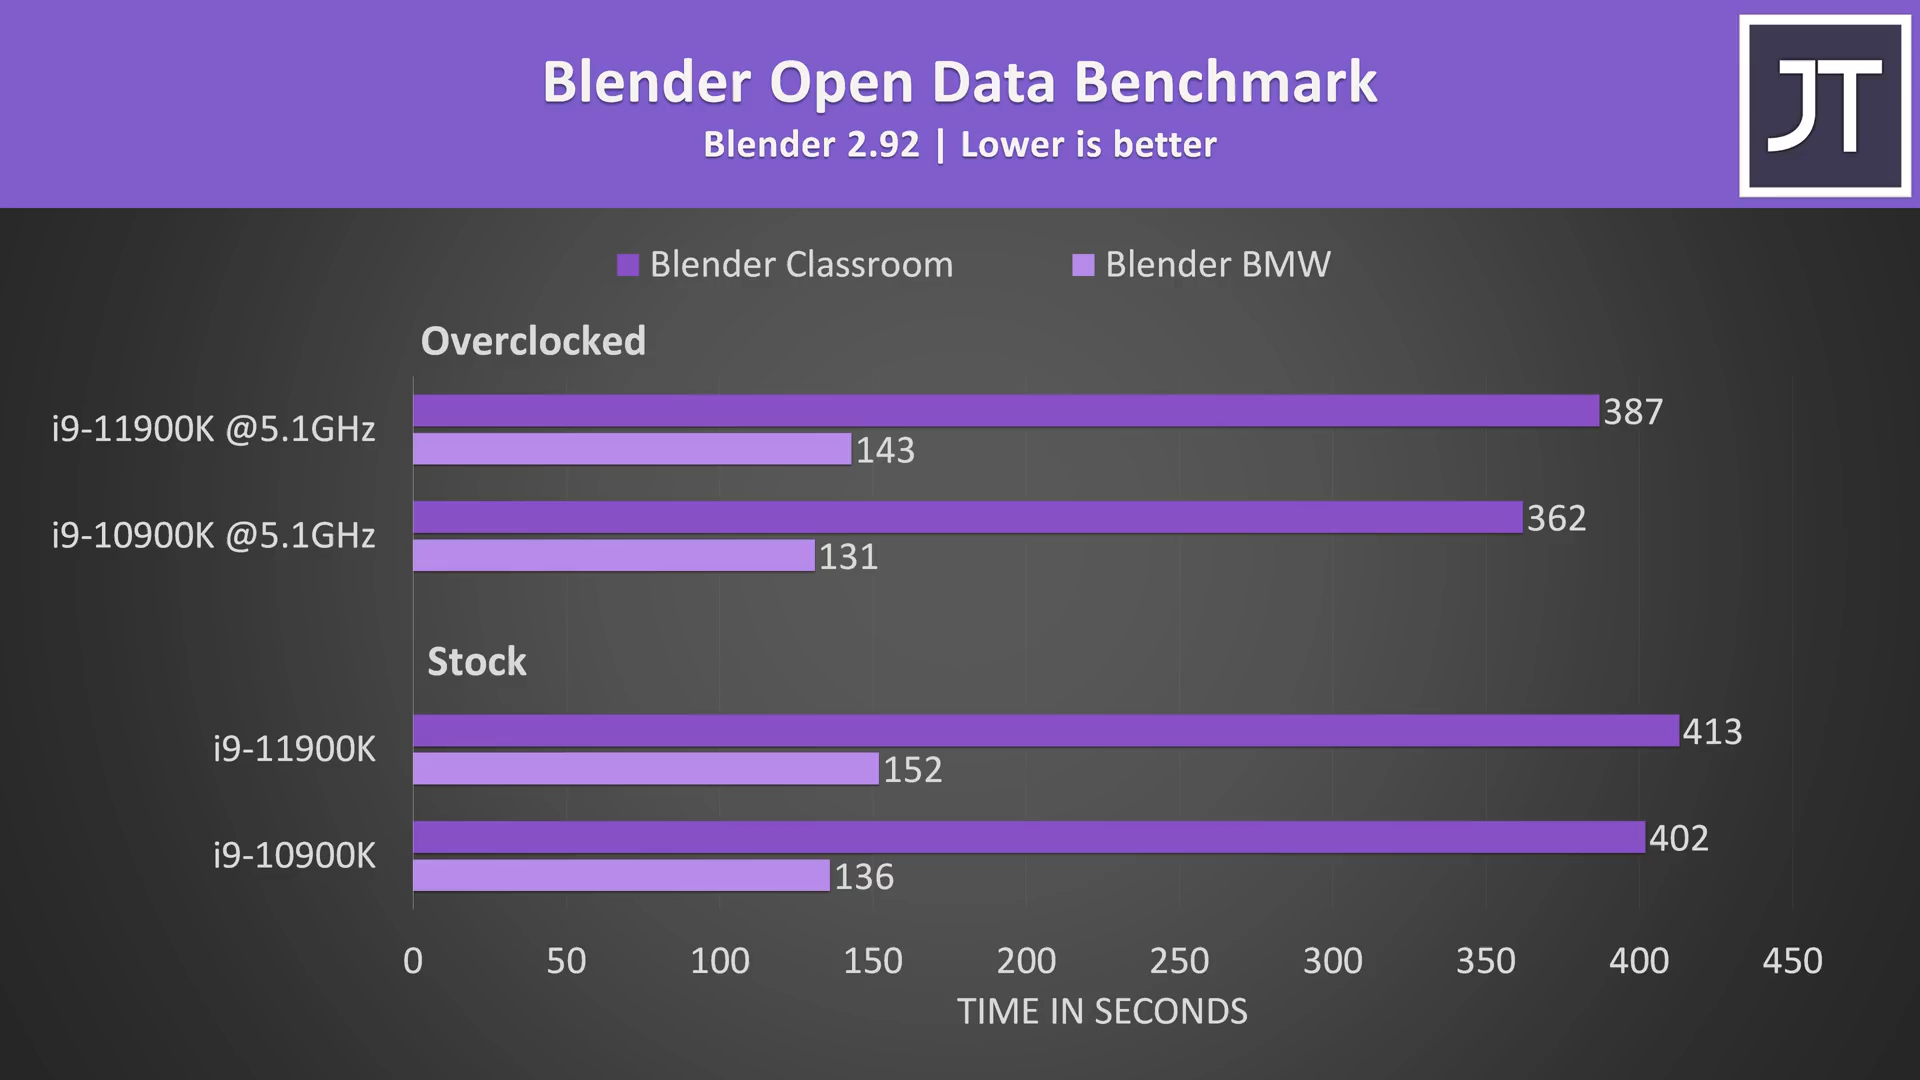 Blender Open Data Benchmark
Blender 2.92 | Lower is better
JT
Blender Classroom
Blender BMW
Overclocked
i9-11900K @5.1GHz
387
143
i9-10900K @5.1GHz
362
131
Stock
i9-11900K
413
152
i9-10900K
402
136
0 50 100 150 200 250 300 350 400 450
TIME IN SECONDS